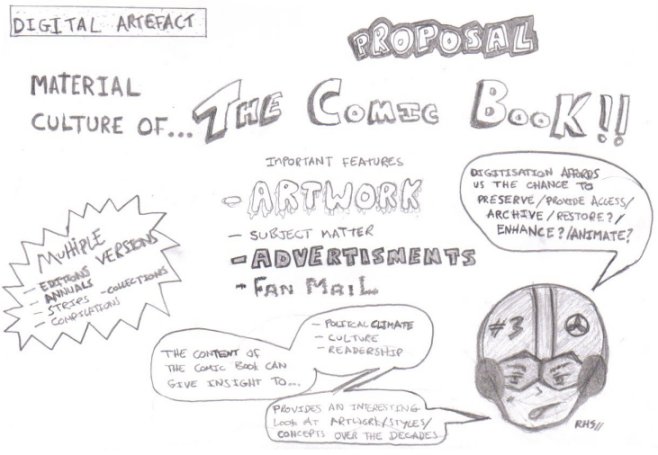 DIGITAL ARTEFACT
PROPOSAL
MATERIAL
CULTURE OF... THE COMIC BOOK!!
IMPORTANT FEATURES
- ARTWORK
- SUBJECT MATTER
- ADVERTISMENTS
- FAN MAIL
DIGITISATION AFFORDS
US THE CHANCE TO
PRESERVE/PROVIDE ACCESS/
ARCHIVE/RESTORE?/
ENHANCE?/ANIMATE?
MULTIPLE VERSIONS
- EDITIONS
- ANNUALS
- STRIPS - COLLECTIONS
- COMPILATIONS
THE CONTENT OF
THE COMIC BOOK CAN
GIVE INSIGHT TO...
- POLITICAL CLIMATE
- CULTURE
- READERSHIP
PROVIDES AN INTERESTING
LOOK AT ARTWORK/STYLES/
CONCEPTS OVER THE DECADES
#3
RHS//